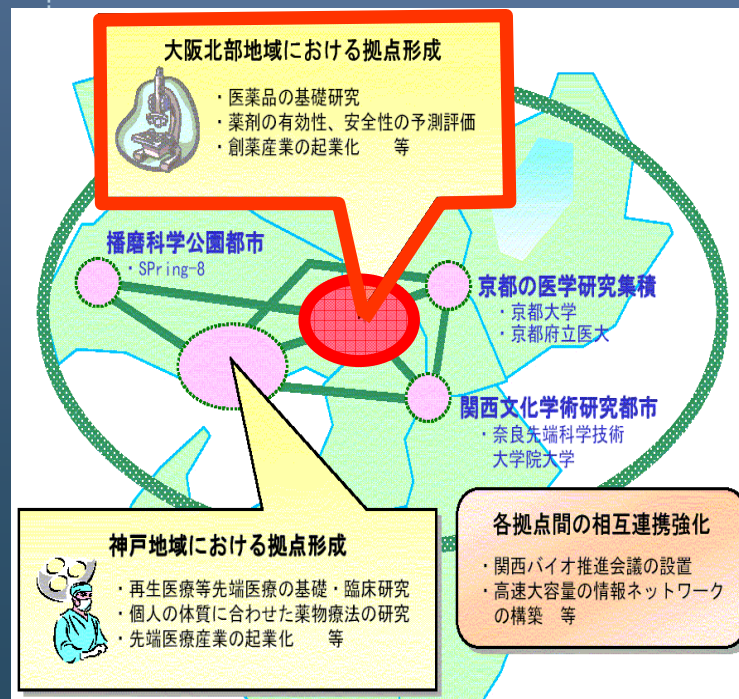 大阪北部地域における拠点形成
・医薬品の基礎研究
・薬剤の有効性、安全性の予測評価
・創薬産業の起業化　等
播磨科学公園都市
・SPring-8
京都の医学研究集積
・京都大学
・京都府立医大
関西文化学術研究都市
・奈良先端科学技術
大学院大学
神戸地域における拠点形成
・再生医療等先端医療の基礎・臨床研究
・個人の体質に合わせた薬物療法の研究
・先端医療産業の起業化　等
各拠点間の相互連携強化
・関西バイオ推進会議の設置
・高速大容量の情報ネットワーク
の構築　等